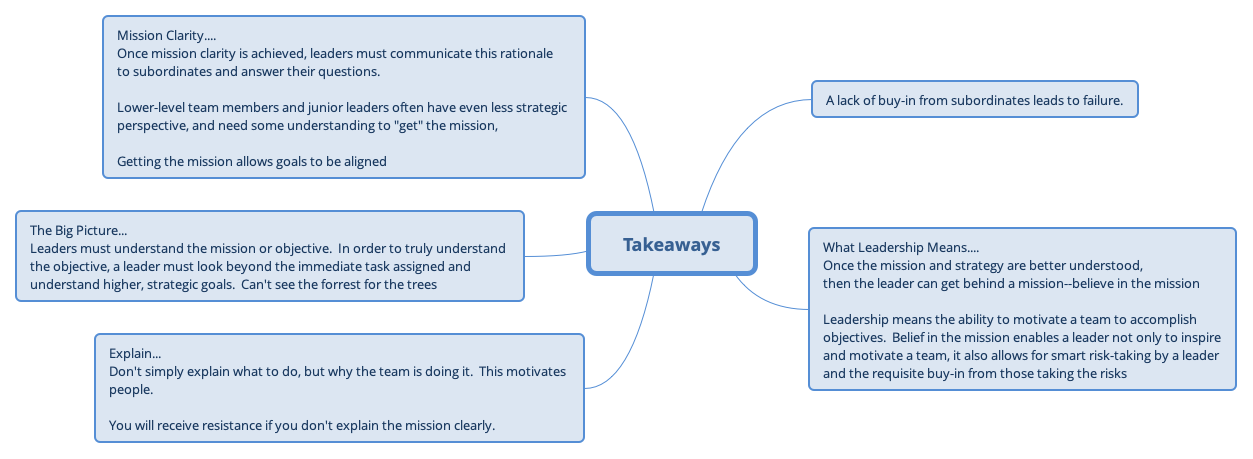 Mission Clarity....
Once mission clarity is achieved, leaders must communicate this rationale
to subordinates and answer their questions.
Lower-level team members and junior leaders often have even less strategic
perspective, and need some understanding to "get" the mission,
Getting the mission allows goals to be aligned
A lack of buy-in from subordinates leads to failure.
The Big Picture...
Leaders must understand the mission or objective.  In order to truly understand
the objective, a leader must look beyond the immediate task assigned and
understand higher, strategic goals.  Can't see the forrest for the trees
Takeaways
What Leadership Means....
Once the mission and strategy are better understood,
then the leader can get behind a mission--believe in the mission
Leadership means the ability to motivate a team to accomplish
objectives.  Belief in the mission enables a leader not only to inspire
and motivate a team, it also allows for smart risk-taking by a leader
and the requisite buy-in from those taking the risks
Explain...
Don't simply explain what to do, but why the team is doing it.  This motivates
people.
You will receive resistance if you don't explain the mission clearly.